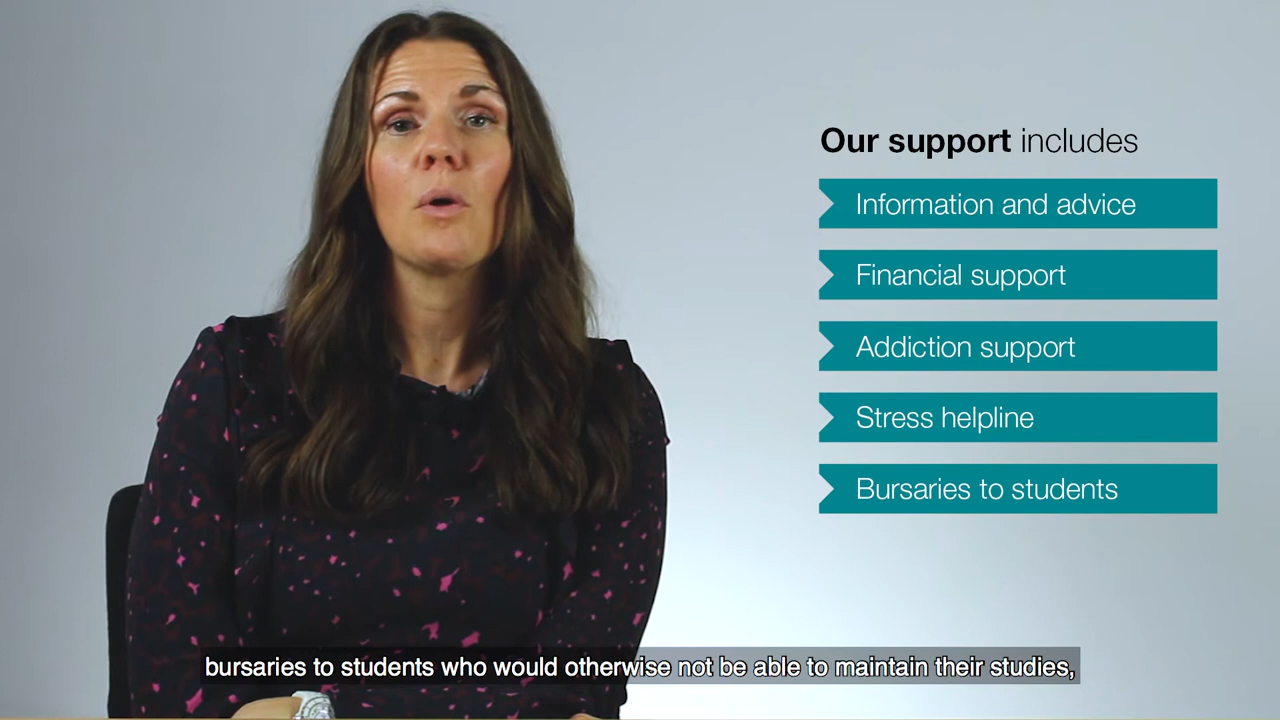 Our support includes
Information and advice
Financial support
Addiction support
Stress helpline
Bursaries to students
bursaries to students who would otherwise not be able to maintain their studies,